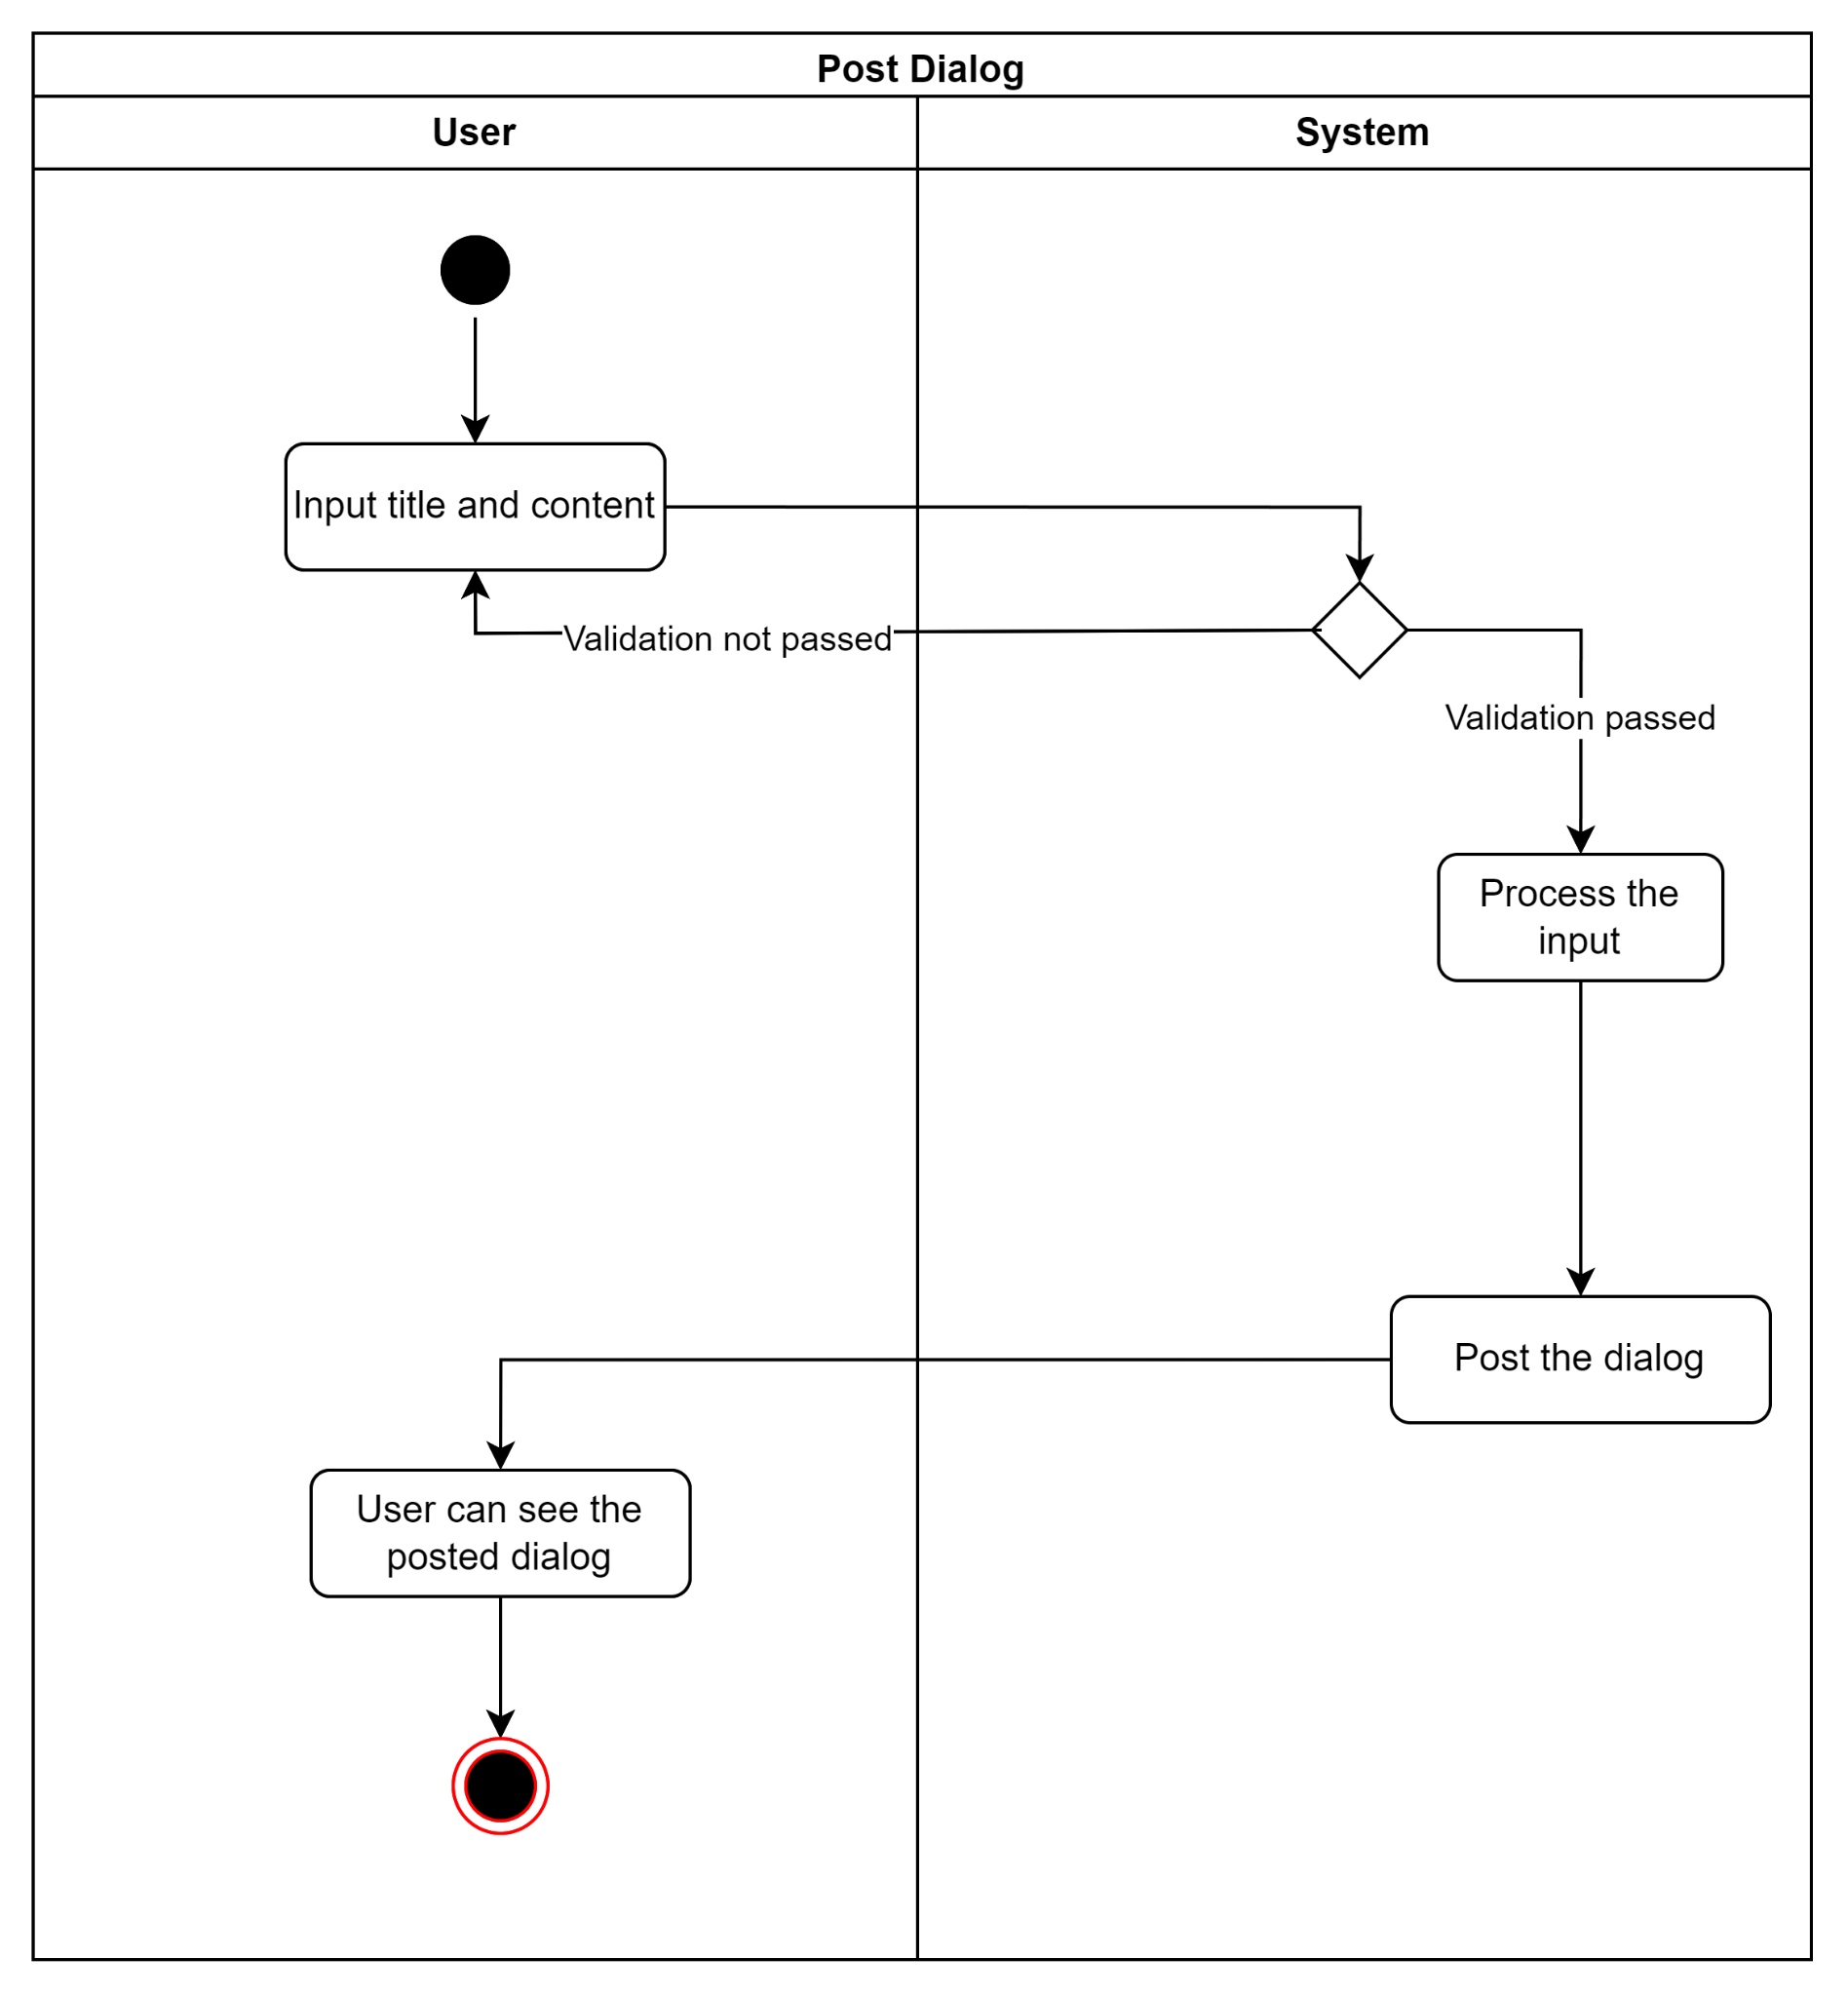 Post Dialog
User
System
Input title and content
Validation not passed
Validation passed
Process the
input
Post the dialog
User can see the
posted dialog